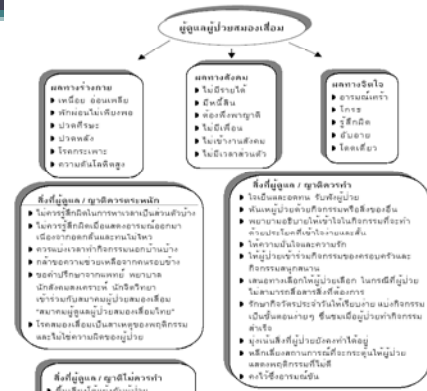 ผู้ดูแลผู้ป่วยสมองเสื่อม
ผลทางร่างกาย
เหนื่อย อ่อนเพลีย
พักผ่อนไม่เพียงพอ
ปวดศีรษะ
ปวดหลัง
โรคกระเพาะ
ความดันโลหิตสูง
ผลทางสังคม
ไม่มีรายได้
มีหนี้สิน
ต้องพึ่งพาญาติ
ไม่มีเพื่อน
ไม่เข้างานสังคม
ไม่มีเวลาส่วนตัว
ผลทางจิตใจ
อารมณ์เศร้า
โกรธ
รู้สึกผิด
อับอาย
โดดเดี่ยว
สิ่งที่ผู้ดูแล / ญาติควรตระหนัก
ไม่ควรรู้สึกผิดในการหาเวลาเป็นส่วนตัวบ้าง
ไม่ควรรู้สึกผิดเมื่อแสดงอารมณ์ออกมา
เนื่องจากอดกลั้นและทนไม่ไหว
ควรแบ่งเวลาทำกิจกรรมนอกบ้านบ้าง
กล้าขอความช่วยเหลือจากคนรอบข้าง
ขอคำปรึกษาจากแพทย์ พยาบาล
นักสังคมสงเคราะห์ นักจิตวิทยา
เข้าร่วมกับสมาคมผู้ป่วยสมองเสื่อม
"สมาคมผู้ดูแลผู้ป่วยสมองเสื่อมไทย"
โรคสมองเสื่อมเป็นสาเหตุของพฤติกรรม
และไม่ใช่ความผิดของผู้ป่วย
สิ่งที่ผู้ดูแล / ญาติควรทำ
ใจเย็นและอดทน รับฟังผู้ป่วย
หันเหผู้ป่วยด้วยกิจกรรมหรือสิ่งของอื่น
พยายามอธิบายให้เข้าใจในกิจกรรมที่จะทำ
ด้วยประโยคที่เข้าใจง่ายและสั้น
ให้ความมั่นใจและความรัก
ให้ผู้ป่วยเข้าร่วมกิจกรรมของครอบครัวและ
กิจกรรมสนุกสนาน
เสนอทางเลือกให้ผู้ป่วยเลือก ในกรณีที่ผู้ป่วย
ไม่สามารถสื่อสารสิ่งที่ต้องการ
รักษากิจวัตรประจำวันให้เรียบง่าย แบ่งกิจกรรม
เป็นขั้นตอนง่ายๆ ชื่นชมเมื่อผู้ป่วยทำกิจกรรม
สำเร็จ
มุ่งเน้นสิ่งที่ผู้ป่วยยังคงทำได้อยู่
หลีกเลี่ยงสถานการณ์ที่จะกระตุ้นให้ผู้ป่วย
แสดงพฤติกรรมที่ไม่ดี
คงไว้ซึ่งอารมณ์ขัน
สิ่งที่ผู้ดูแล / ญาติไม่ควรทำ